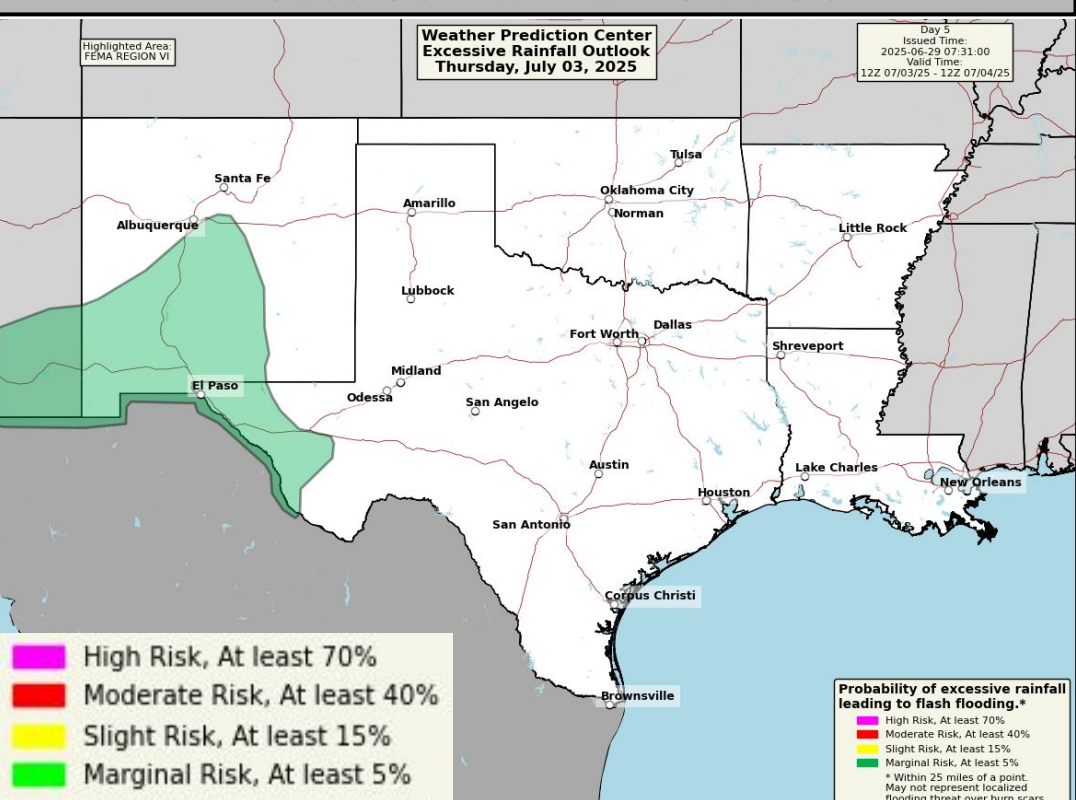 Highlighted Area:
FEMA REGION VI
Weather Prediction Center
Excessive Rainfall Outlook
Thursday, July 03, 2025
Day 5
Issued Time:
2025-06-29 07:31:00
Valid Time:
12Z 07/03/25 - 12Z 07/04/25
Santa Fe
Albuquerque
Amarillo
Tulsa
Oklahoma City
Norman
Little Rock
Lubbock
Fort Worth
Dallas
Shreveport
El Paso
Midland
Odessa
San Angelo
Austin
Lake Charles
Houston
New Orleans
San Antonio
Corpus Christi
Brownsville
High Risk, At least 70%
Moderate Risk, At least 40%
Slight Risk, At least 15%
Marginal Risk, At least 5%
Probability of excessive rainfall
leading to flash flooding.*
High Risk, At least 70%
Moderate Risk, At least 40%
Slight Risk, At least 15%
Marginal Risk, At least 5%
* Within 25 miles of a point.
May not represent localized
flooding threat over burn scars